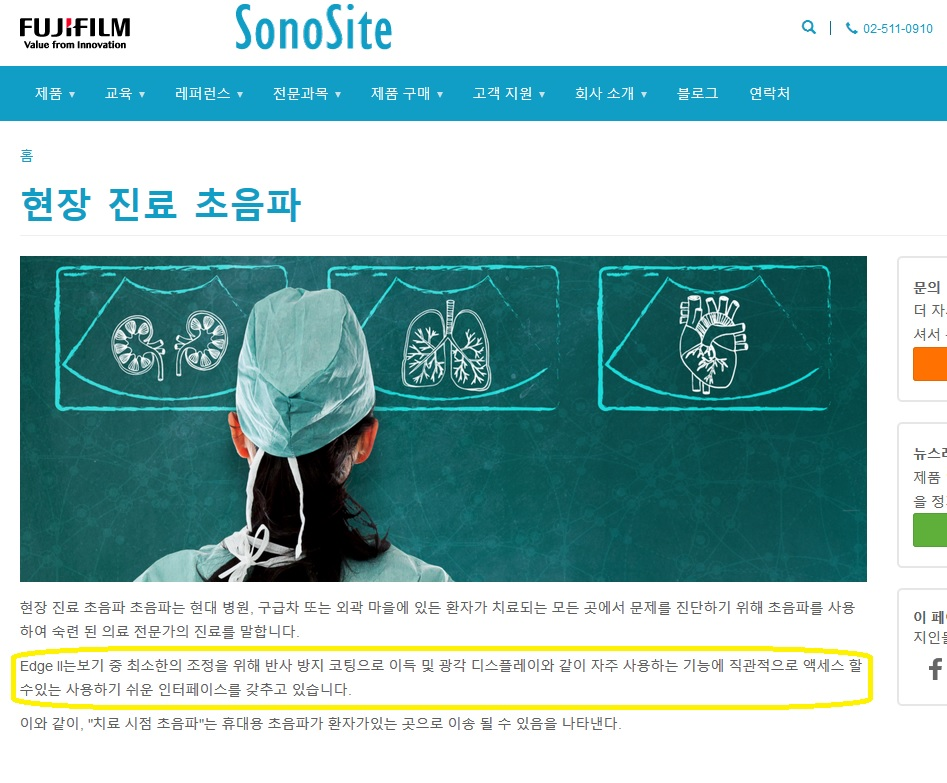 FUJIFILM
Value from Innovation
SonoSite
02-511-0910
제품 ▼ 교육 ▼ 레퍼런스 ▼ 전문과목 ▼ 제품 구매 ▼ 고객 지원 ▼ 회사 소개 ▼ 블로그 연락처
홈
현장 진료 초음파
현장 진료 초음파 초음파는 현대 병원, 구급차 또는 외곽 마을에 있든 환자가 치료되는 모든 곳에서 문제를 진단하기 위해 초음파를 사용
하여 숙련 된 의료 전문가의 진료를 말합니다.
Edge II는보기 중 최소한의 조정을 위해 반사 방지 코팅으로 이득 및 광각 디스플레이와 같이 자주 사용하는 기능에 직관적으로 액세스 할
수있는 사용하기 쉬운 인터페이스를 갖추고 있습니다.
이와 같이, "치료 시점 초음파"는 휴대용 초음파가 환자가있는 곳으로 이송 될 수 있음을 나타낸다.
문의
더 자
셔서
뉴스레
제품
을 정
이 페이
지인들